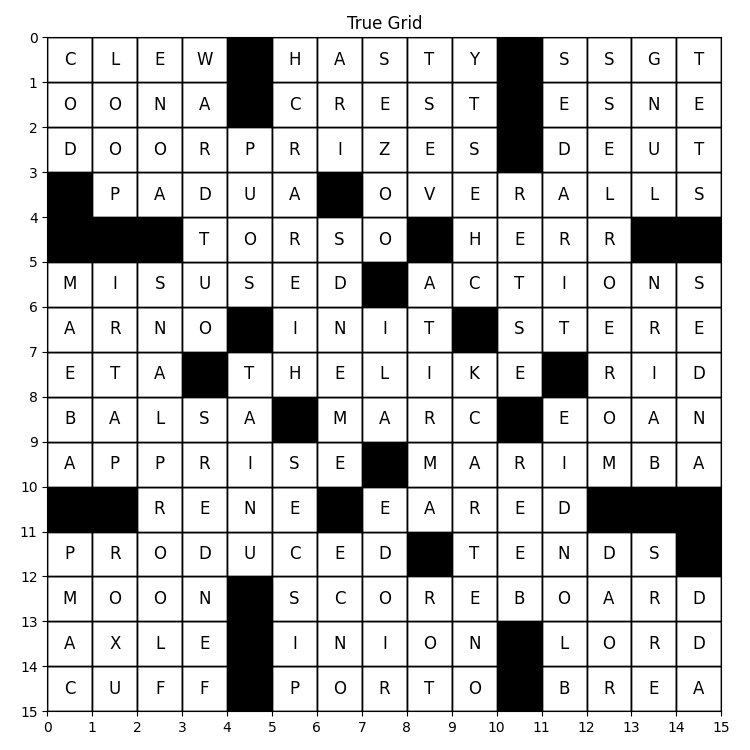 True Grid
0 C L E W H A S T Y S S G T
1 O O N A C R E S T E S N E
2 D O O R P R I Z E S D E U T
3 P A D U A O V E R A L L S
4 T O R S O H E R R
5 M I S U S E D A C T I O N S
6 A R N O I N I T S T E R E
7 E T A T H E L I K E R I D
8 B A L S A M A R C E O A N
9 A P P R I S E M A R I M B A
10 R E N E E A R E D
11 P R O D U C E D T E N D S
12 M O O N S C O R E B O A R D
13 A X L E I N I O N L O R D
14 C U F F P O R T O B R E A
15
0 1 2 3 4 5 6 7 8 9 10 11 12 13 14 15